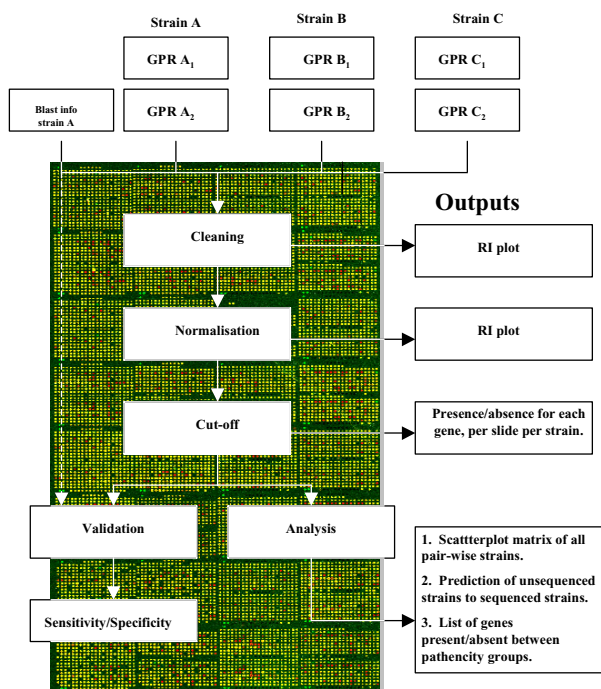 Strain A
Strain B
Strain C
GPR A1
GPR B1
GPR C1
Blast info
strain A
GPR A2
GPR B2
GPR C2
Outputs
Cleaning
RI plot
Normalisation
RI plot
Cut-off
Presence/absence for each
gene, per slide per strain.
Validation
Analysis
1. Scattterplot matrix of all
pair-wise strains.
2. Prediction of unsequenced
strains to sequenced strains.
3. List of genes
present/absent between
pathencity groups.
Sensitivity/Specificity